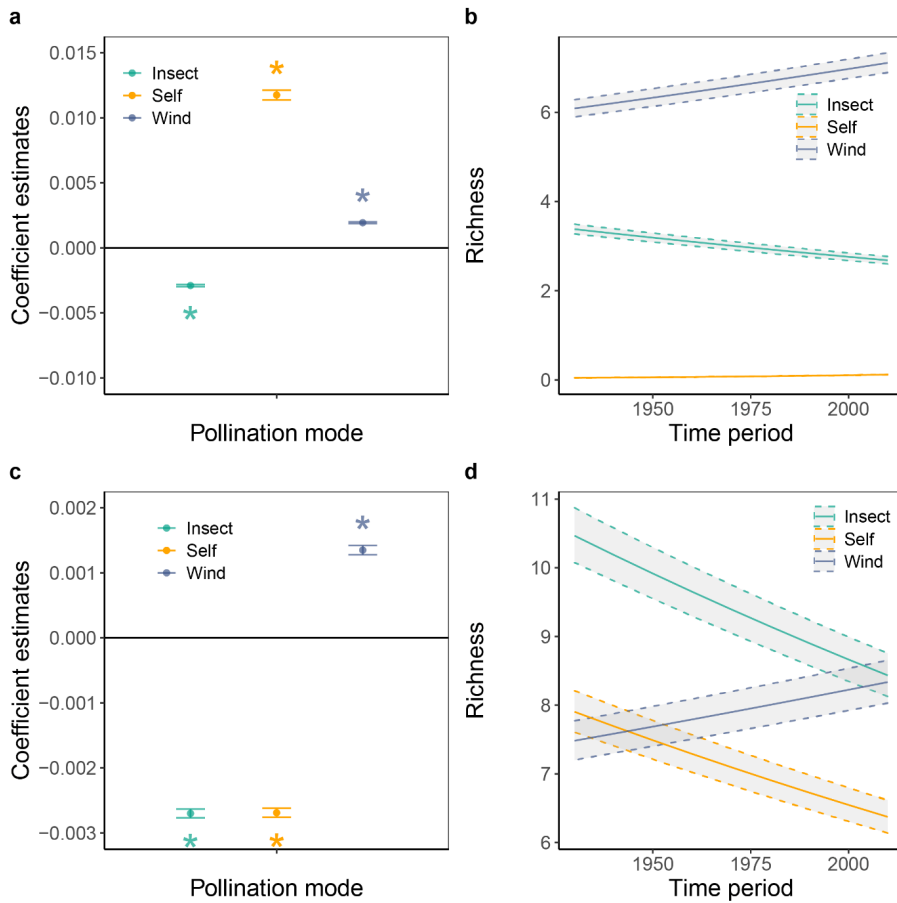 a
Coefficient estimates
0.015
0.010
0.005
0.000
−0.005
−0.010
Insect
Self
Wind
*
*
*
Pollination mode
b
Richness
6
4
2
0
Insect
Self
Wind
1950
1975
2000
Time period
c
Coefficient estimates
0.002
0.001
0.000
−0.001
−0.002
−0.003
Insect
Self
Wind
*
*
*
Pollination mode
d
Richness
11
10
9
8
7
6
Insect
Self
Wind
1950
1975
2000
Time period